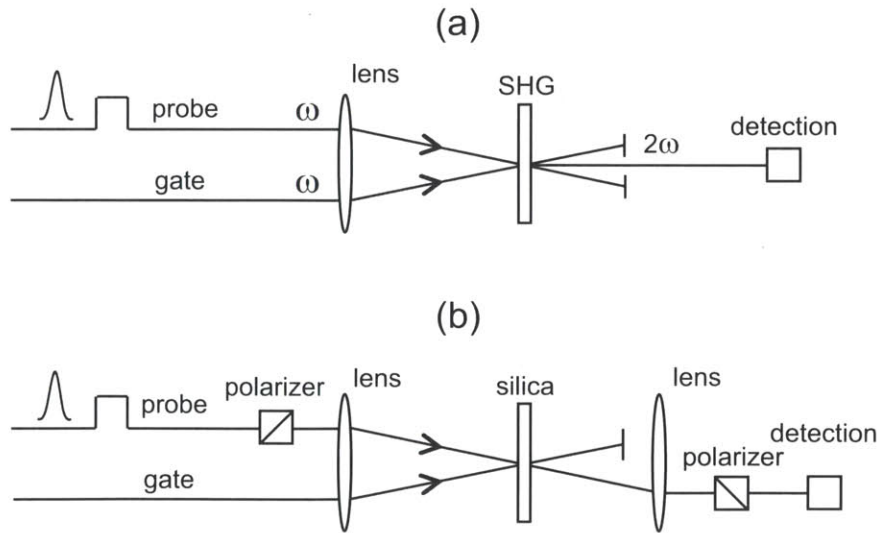 (a)
lens
SHG
probe
ω
2ω
detection
gate
ω
(b)
lens
silica
lens
polarizer
probe
detection
polarizer
gate